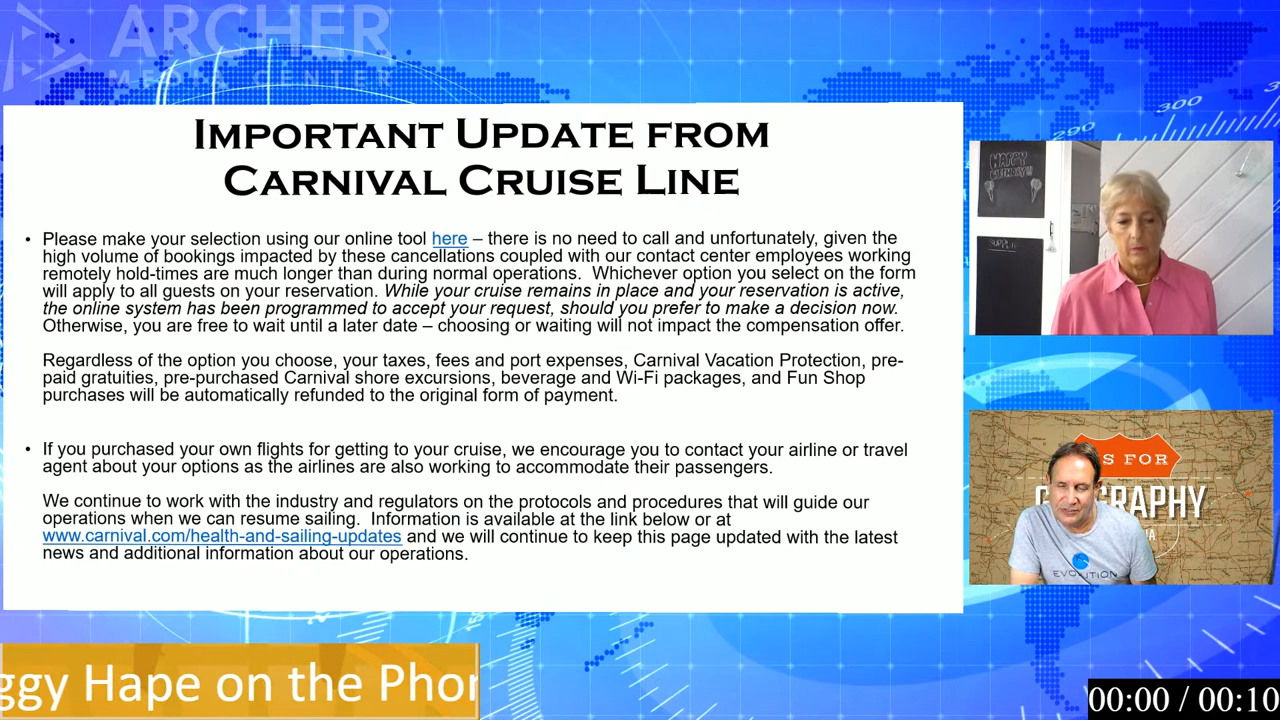 ARCHER
MEDIA CENTER
IMPORTANT UPDATE FROM
CARNIVAL CRUISE LINE
• Please make your selection using our online tool here – there is no need to call and unfortunately, given the
high volume of bookings impacted by these cancellations coupled with our contact center employees working
remotely hold-times are much longer than during normal operations.  Whichever option you select on the form
will apply to all guests on your reservation. While your cruise remains in place and your reservation is active,
the online system has been programmed to accept your request, should you prefer to make a decision now.
Otherwise, you are free to wait until a later date – choosing or waiting will not impact the compensation offer.
Regardless of the option you choose, your taxes, fees and port expenses, Carnival Vacation Protection, pre-
paid gratuities, pre-purchased Carnival shore excursions, beverage and Wi-Fi packages, and Fun Shop
purchases will be automatically refunded to the original form of payment.
• If you purchased your own flights for getting to your cruise, we encourage you to contact your airline or travel
agent about your options as the airlines are also working to accommodate their passengers.
We continue to work with the industry and regulators on the protocols and procedures that will guide our
operations when we can resume sailing.  Information is available at the link below or at
www.carnival.com/health-and-sailing-updates and we will continue to keep this page updated with the latest
news and additional information about our operations.
290
300
HAPPY
S FOR
RAPHY
EVOLUTION
ggy Hape on the Phon
00:00 / 00:10